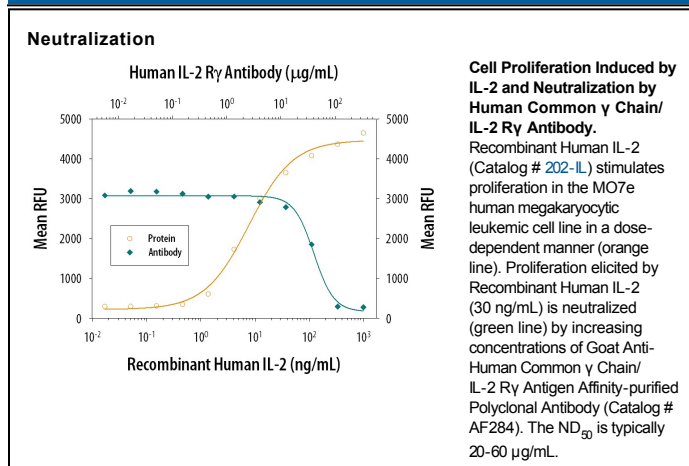 Neutralization
Human IL-2 Rγ Antibody (μg/mL)
10-2 10-1 100 101 102
5000 5000
4000 4000
3000 3000
2000 2000
1000 1000
0 0
Mean RFU
Mean RFU
Protein
Antibody
10-2 10-1 100 101 102 103
Recombinant Human IL-2 (ng/mL)
Cell Proliferation Induced by
IL-2 and Neutralization by
Human Common γ Chain/
IL-2 Rγ Antibody.
Recombinant Human IL-2
(Catalog # 202-IL) stimulates
proliferation in the MO7e
human megakaryocytic
leukemic cell line in a dose-
dependent manner (orange
line). Proliferation elicited by
Recombinant Human IL-2
(30 ng/mL) is neutralized
(green line) by increasing
concentrations of Goat Anti-
Human Common γ Chain/
IL-2 Rγ Antigen Affinity-purified
Polyclonal Antibody (Catalog #
AF284). The ND50 is typically
20-60 μg/mL.